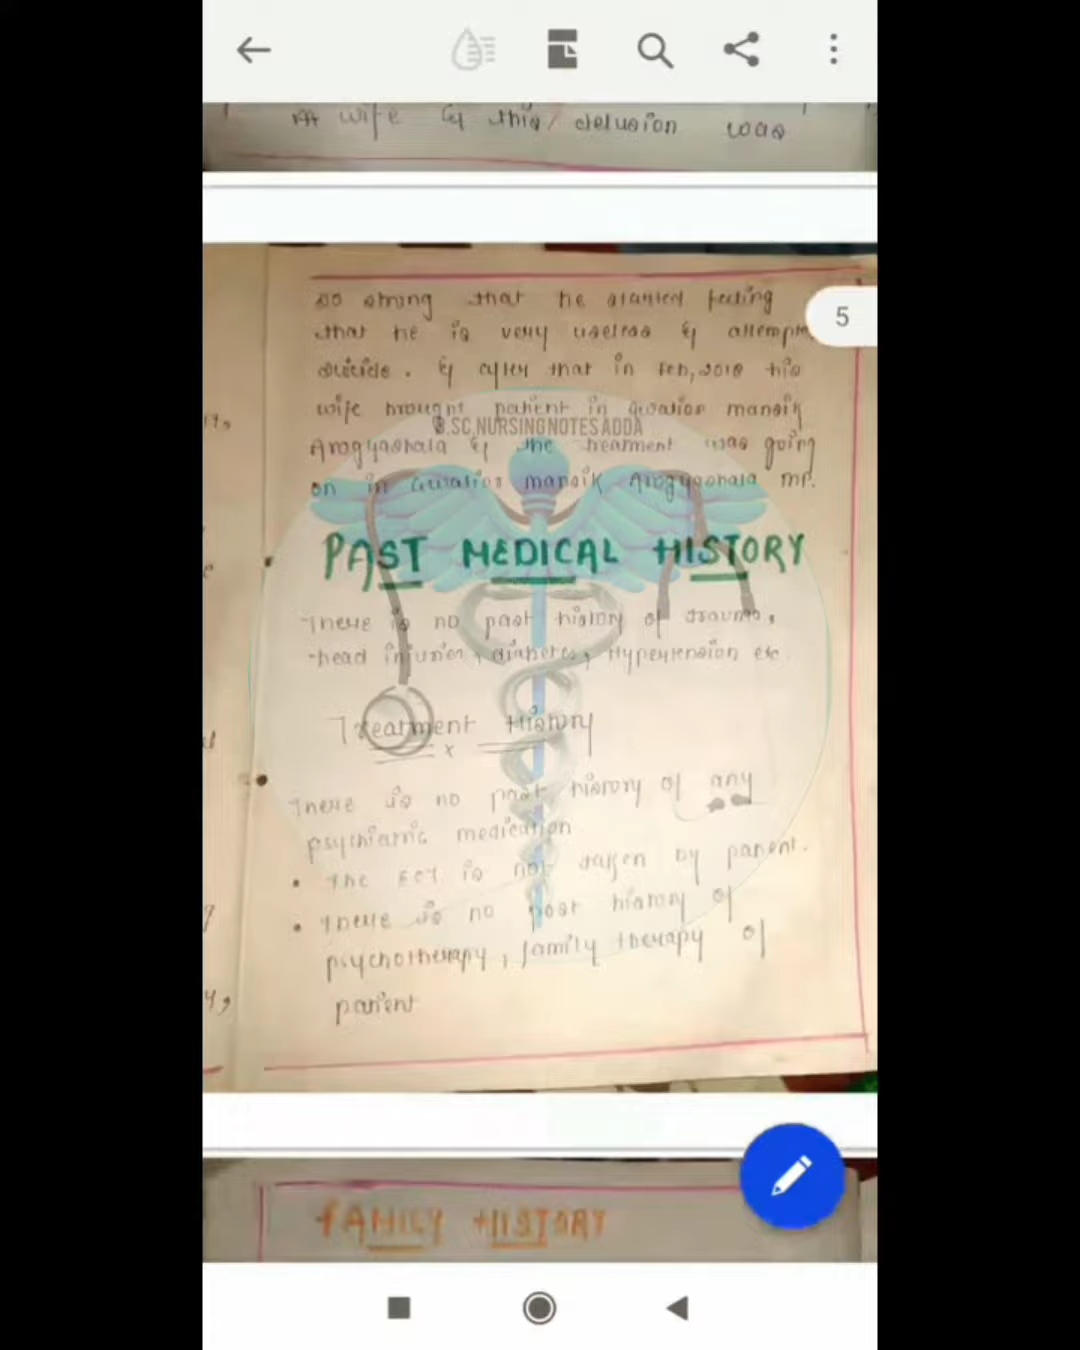 wife & this delusion was
so strong that he started feeling
5
that he is very useless & attempt
suicide. & after that in Feb, 2018 his
wife brought patient in Gwalior mansik
B.SC.NURSING NOTES ADDA
Arogyashala & the treatment was going
on in Gwalior mansik Arogyashala MP.
PAST MEDICAL HISTORY
There is no past history of trauma,
head injuries, diabetes, Hypertension etc.
Treatment History
There is no past history of any
psychiatric medication
• The ECT is not taken by patient.
• There is no past history of
psychotherapy, family therapy of
patient
FAMILY HISTORY